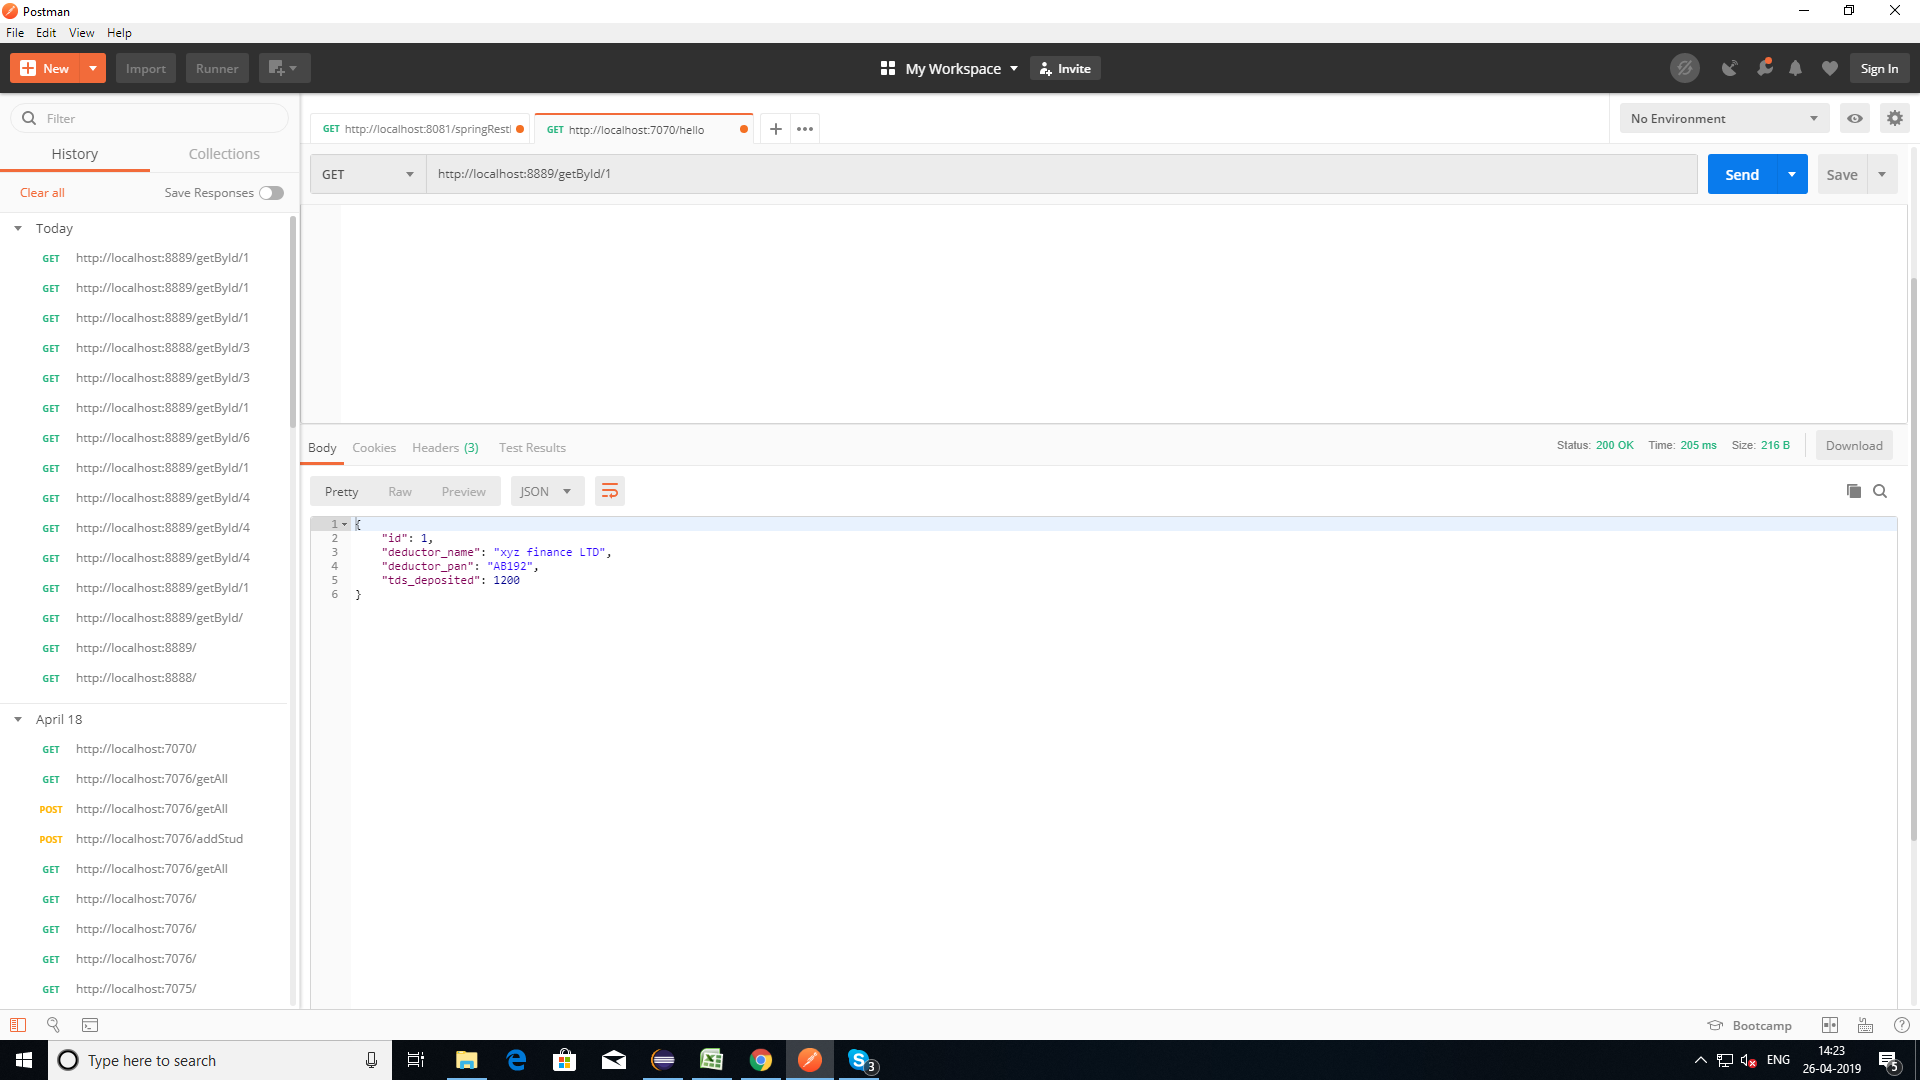 Postman
File Edit View Help
New Import Runner My Workspace Invite Sign In
Filter
History Collections
Clear all Save Responses
Today
GET http://localhost:8889/getById/1
GET http://localhost:8889/getById/1
GET http://localhost:8889/getById/1
GET http://localhost:8888/getById/3
GET http://localhost:8889/getById/3
GET http://localhost:8889/getById/1
GET http://localhost:8889/getById/6
GET http://localhost:8889/getById/1
GET http://localhost:8889/getById/4
GET http://localhost:8889/getById/4
GET http://localhost:8889/getById/4
GET http://localhost:8889/getById/1
GET http://localhost:8889/getById/
GET http://localhost:8889/
GET http://localhost:8888/
April 18
GET http://localhost:7070/
GET http://localhost:7076/getAll
POST http://localhost:7076/getAll
POST http://localhost:7076/addStud
GET http://localhost:7076/getAll
GET http://localhost:7076/
GET http://localhost:7076/
GET http://localhost:7076/
GET http://localhost:7075/
GET http://localhost:8081/springRest GET http://localhost:7070/hello
No Environment
GET http://localhost:8889/getById/1 Send Save
Body Cookies Headers (3) Test Results Status: 200 OK Time: 205 ms Size: 216 B Download
Pretty Raw Preview JSON
1 {
2 "id": 1,
3 "deductor_name": "xyz finance LTD",
4 "deductor_pan": "AB192",
5 "tds_deposited": 1200
6 }
Bootcamp
Type here to search
3
ENG
14:23
26-04-2019
5